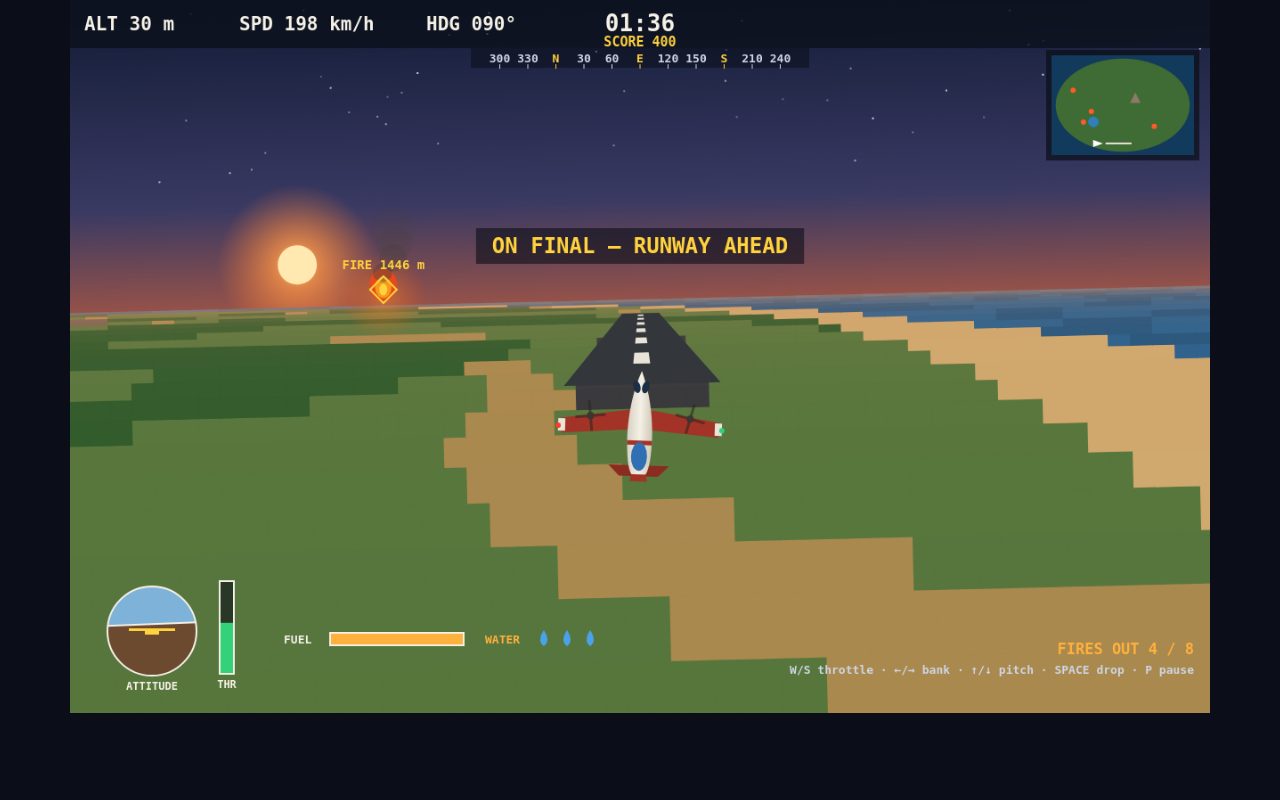 ALT 30 m
SPD 198 km/h
HDG 090°
01:36
SCORE 400
300 330 N 30 60 E 120 150 S 210 240
ON FINAL — RUNWAY AHEAD
FIRE 1446 m
FUEL
WATER
ATTITUDE
THR
FIRES OUT 4 / 8
W/S throttle · ←/→ bank · ↑/↓ pitch · SPACE drop · P pause